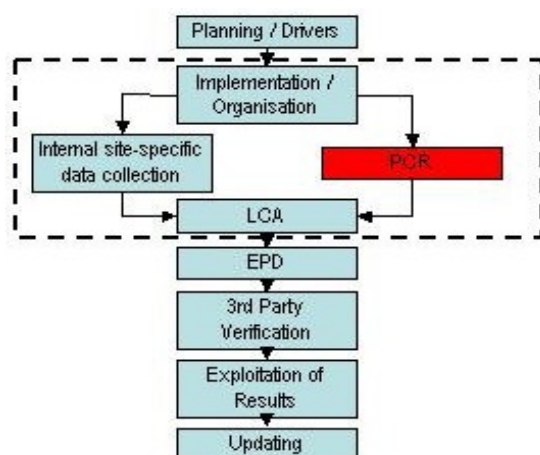 Planning / Drivers
Implementation /
Organisation
Internal site-specific
data collection
PCR
LCA
EPD
3rd Party
Verification
Exploitation of
Results
Updating